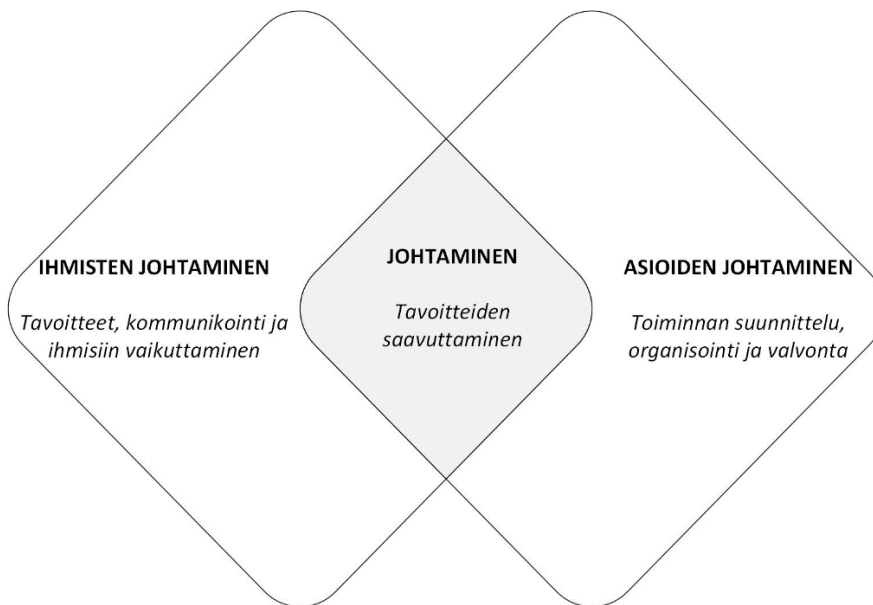 IHMISTEN JOHTAMINEN
Tavoitteet, kommunikointi ja
ihmisiin vaikuttaminen
JOHTAMINEN
Tavoitteiden
saavuttaminen
ASIOIDEN JOHTAMINEN
Toiminnan suunnittelu,
organisointi ja valvonta